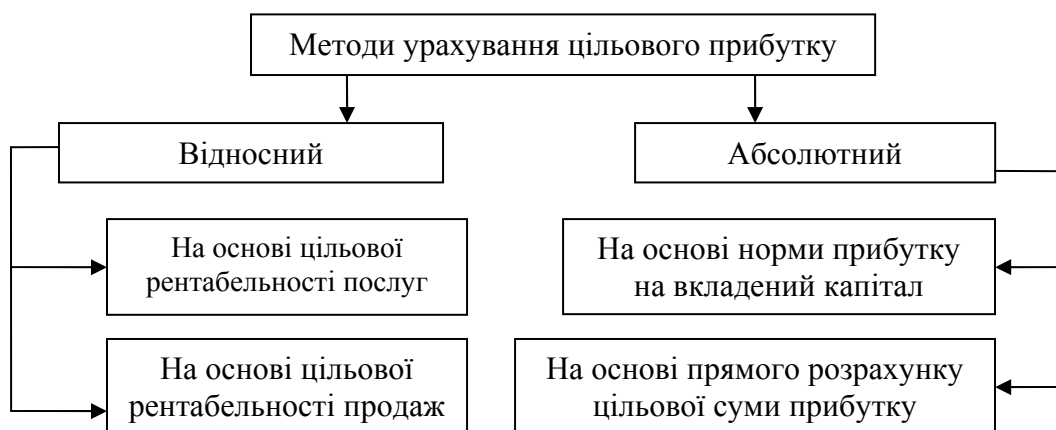 Методи урахування цільового прибутку
Відносний
Абсолютний
На основі цільової
рентабельності послуг
На основі норми прибутку
на вкладений капітал
На основі цільової
рентабельності продаж
На основі прямого розрахунку
цільової суми прибутку